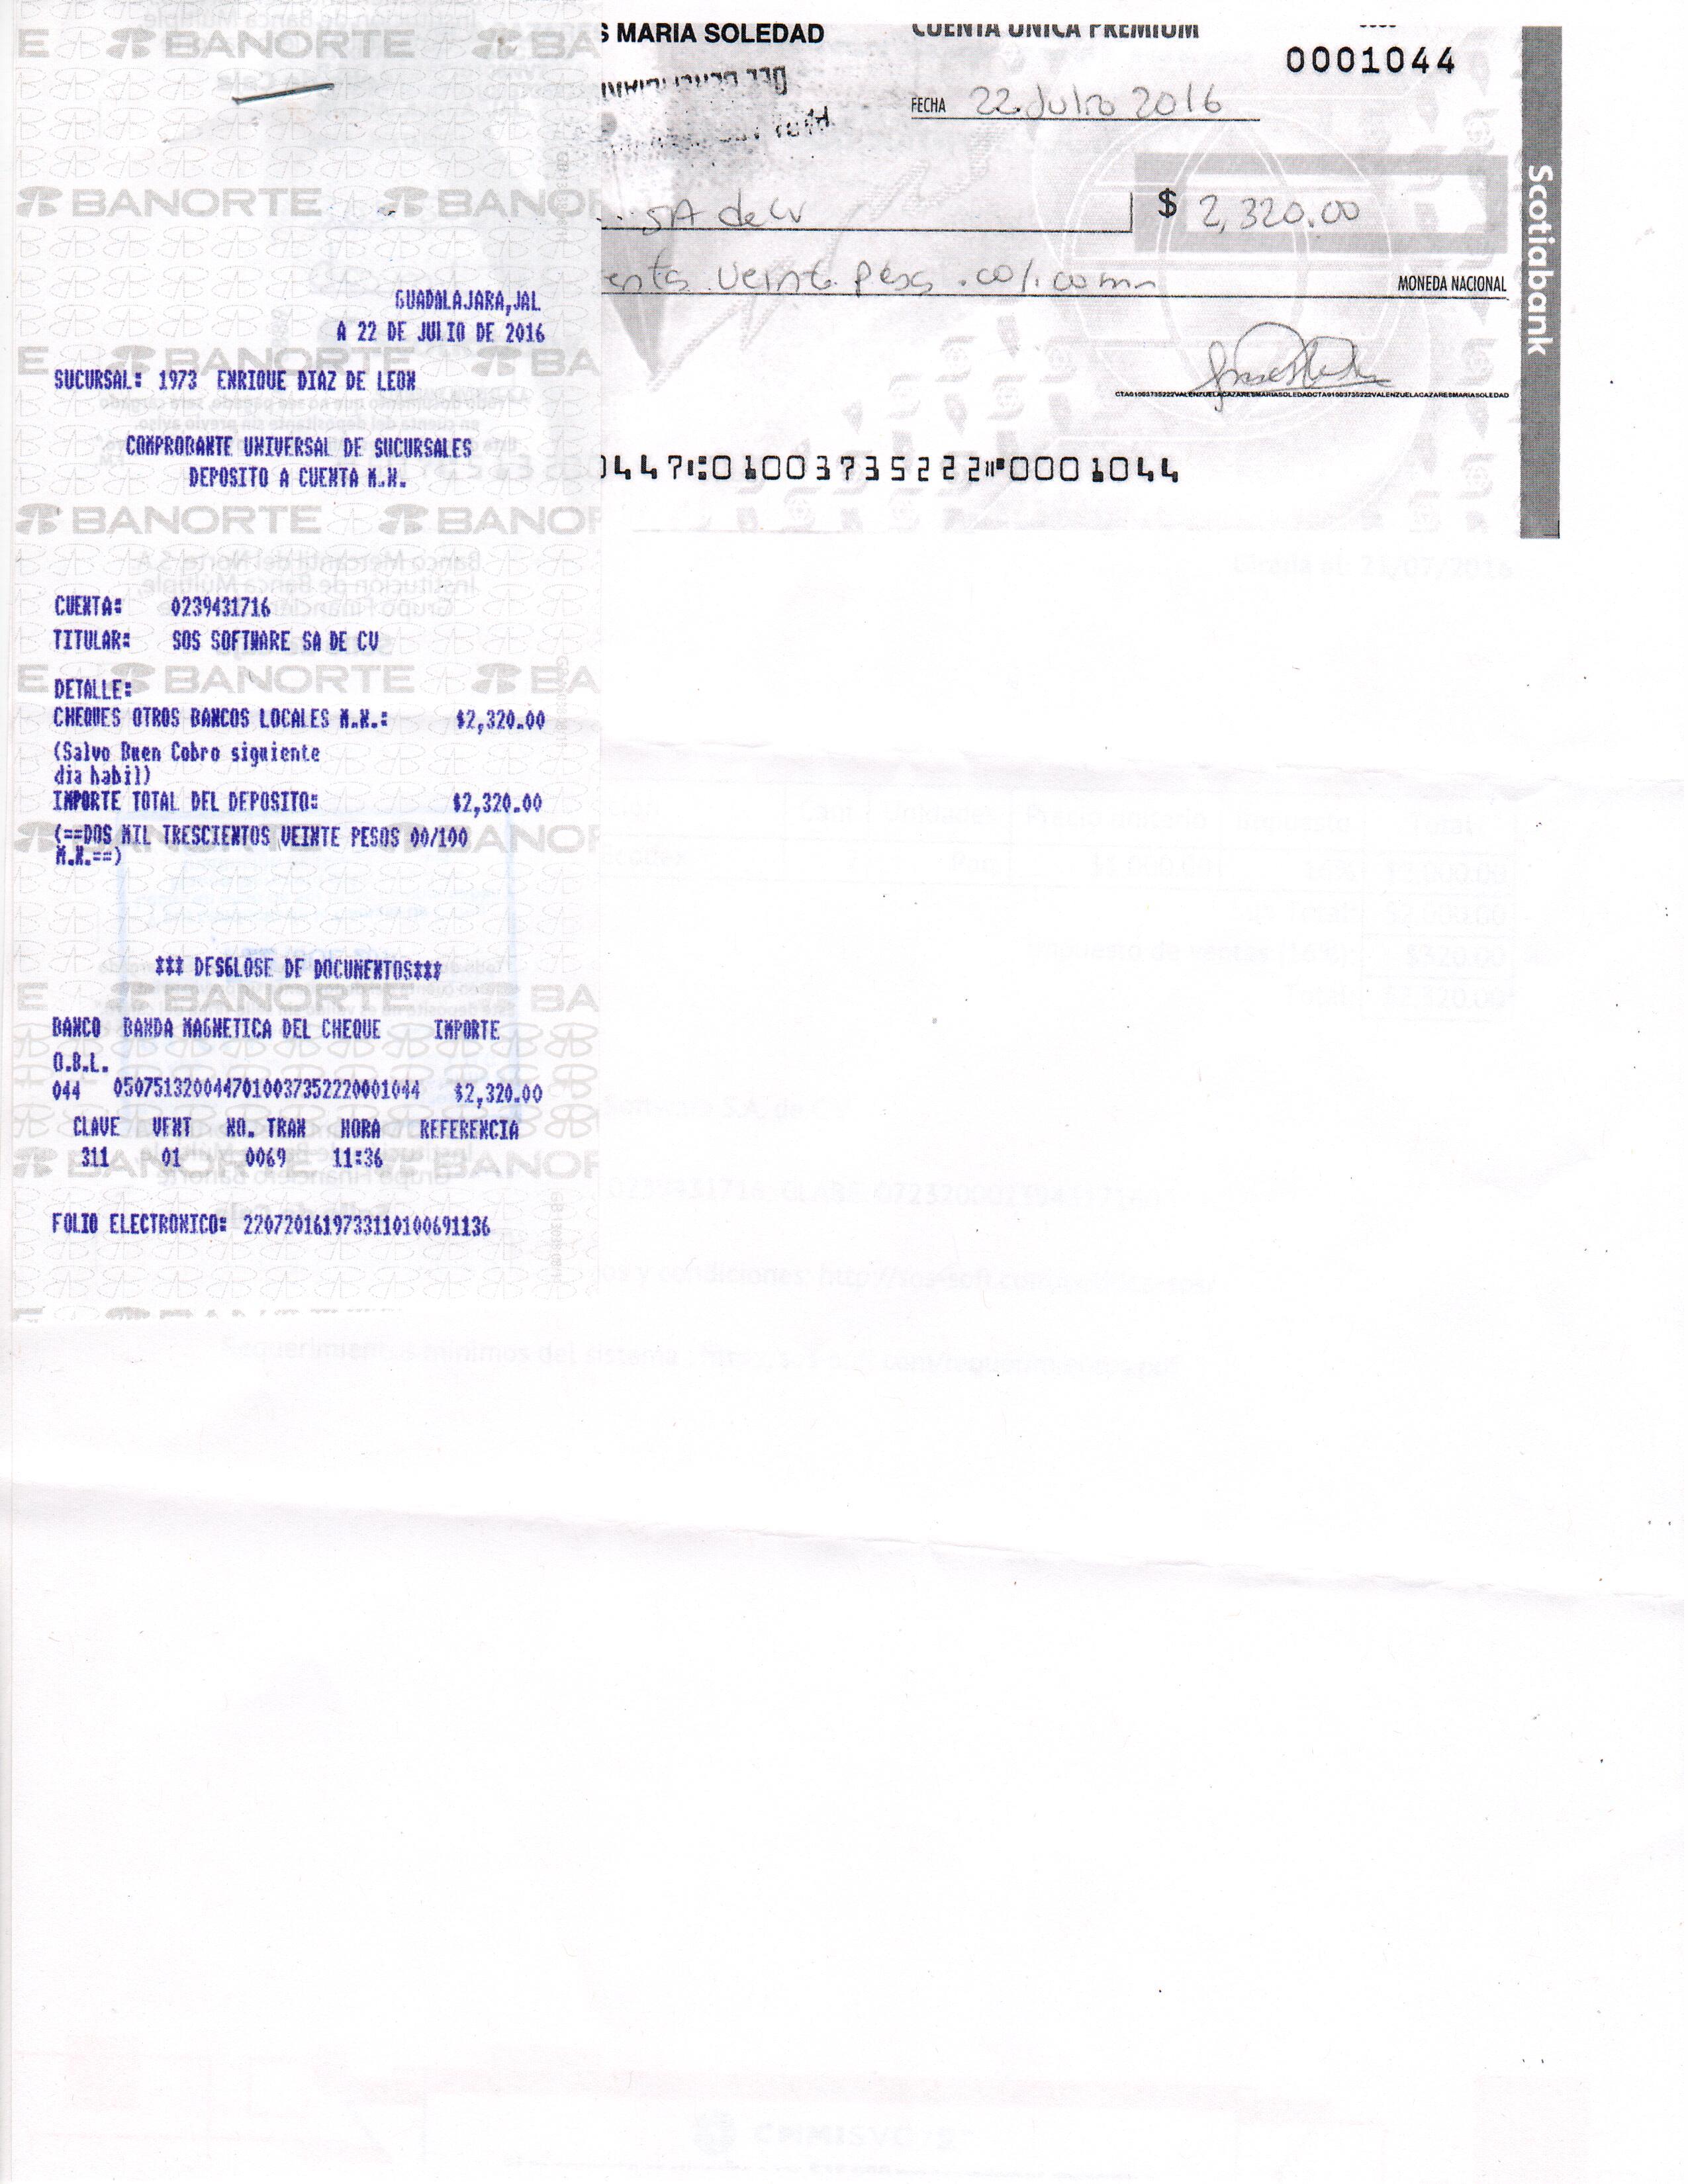 BANORTE
GUADALAJARA,JAL
A 22 DE JULIO DE 2016
SUCURSAL: 1973 ENRIQUE DIAZ DE LEON
COMPROBANTE UNIVERSAL DE SUCURSALES
DEPOSITO A CUENTA M.N.
CUENTA: 0239431716
TITULAR: SOS SOFTWARE SA DE CV
DETALLE:
CHEQUES OTROS BANCOS LOCALES M.N.: $2,320.00
(Salvo Buen Cobro siguiente
dia habil)
IMPORTE TOTAL DEL DEPOSITO: $2,320.00
(==DOS MIL TRESCIENTOS VEINTE PESOS 00/100
M.N.==)
*** DESGLOSE DE DOCUMENTOS***
BANCO BANDA MAGNETICA DEL CHEQUE IMPORTE
O.B.L.
044 0507513200447010037352220001044 $2,320.00
CLAVE VENT NO. TRAN HORA REFERENCIA
311 01 0069 11:36
FOLIO ELECTRONICO: 2207201619733110100691136
S MARIA SOLEDAD
CUENTA UNICA PREMIUM
0001044
FECHA 22 Julio 2016
SA de CV
$ 2,320.00
entos veinte pesos .00/100 mn
MONEDA NACIONAL
CTA01003735222VALENZUELACAZARESMARIASOLEDADCTA01003735222VALENZUELACAZARESMARIASOLEDAD
0447:01003735222"0001044
Scotiabank